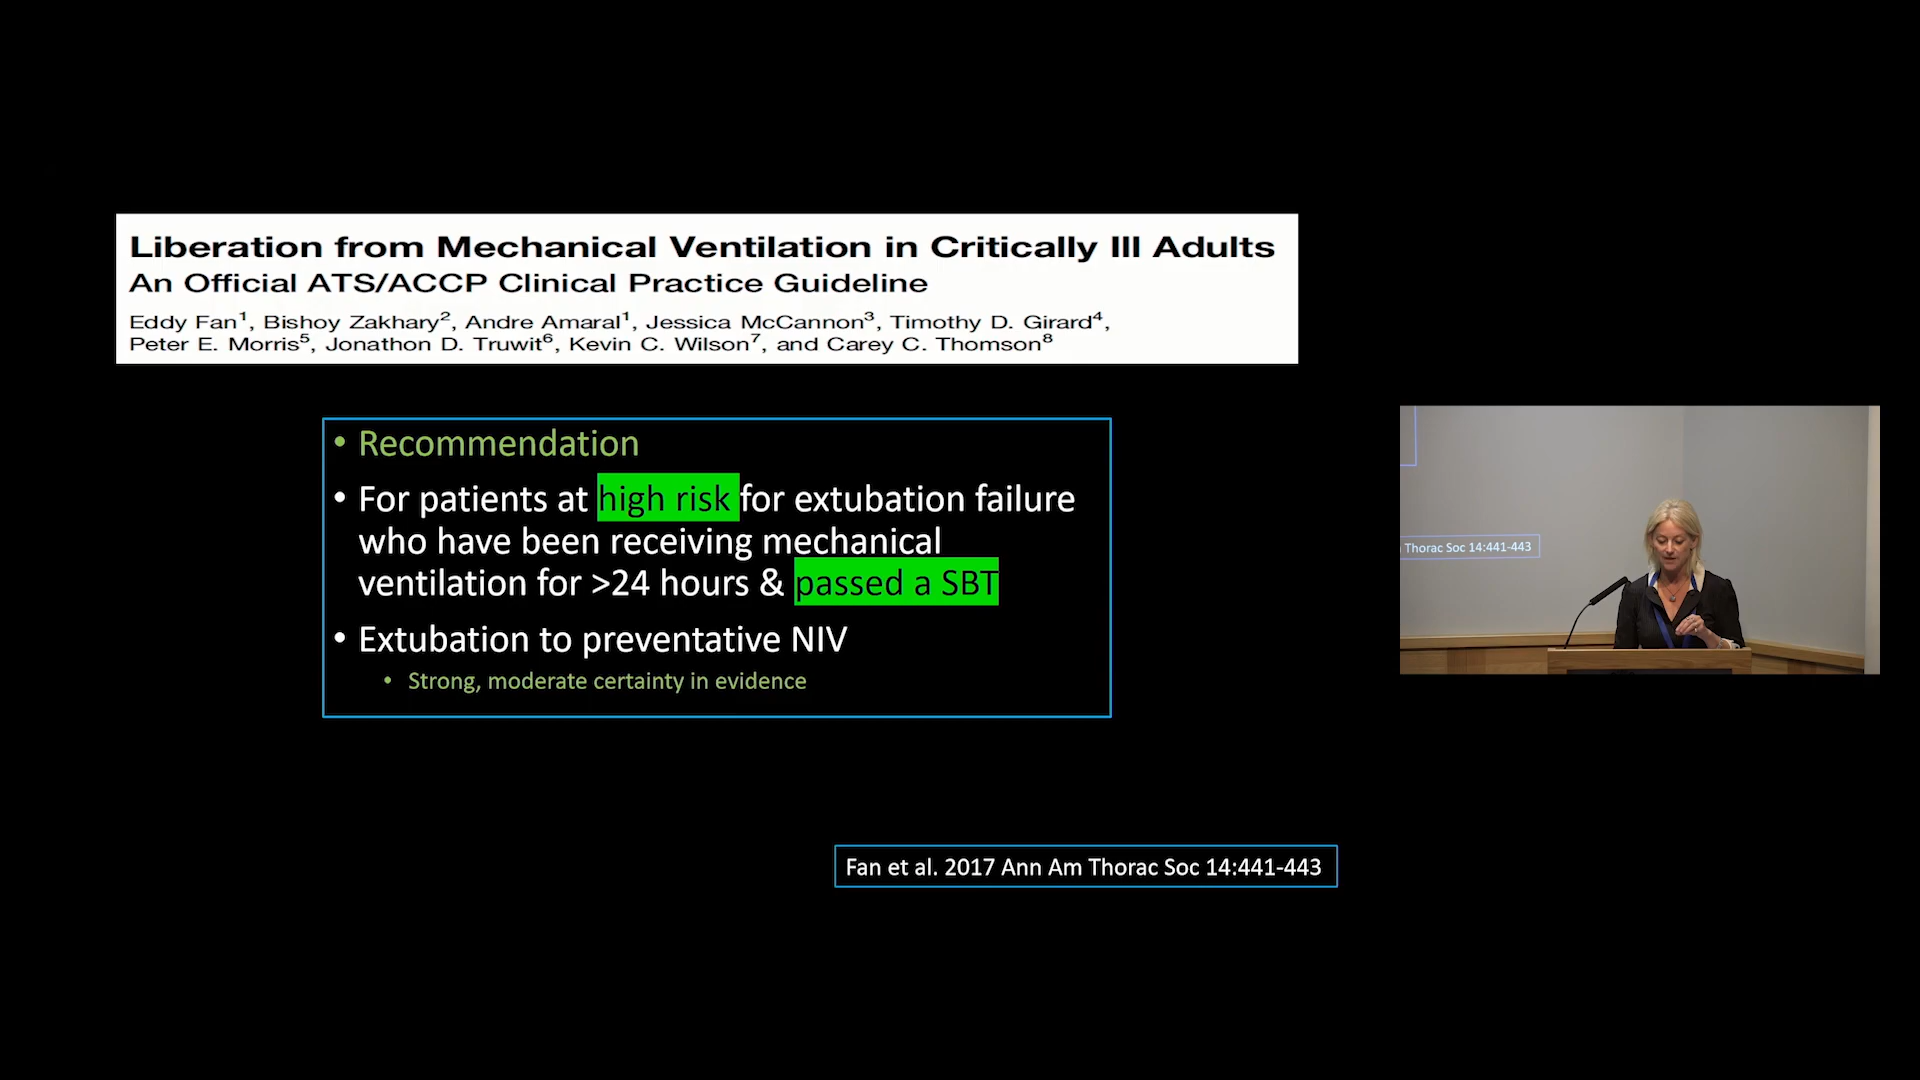 Liberation from Mechanical Ventilation in Critically Ill Adults
An Official ATS/ACCP Clinical Practice Guideline
Eddy Fan1, Bishoy Zakhary2, Andre Amaral1, Jessica McCannon3, Timothy D. Girard4,
Peter E. Morris5, Jonathon D. Truwit6, Kevin C. Wilson7, and Carey C. Thomson8
• Recommendation
• For patients at high risk for extubation failure
who have been receiving mechanical
ventilation for >24 hours & passed a SBT
• Extubation to preventative NIV
• Strong, moderate certainty in evidence
Thorac Soc 14:441-443
Fan et al. 2017 Ann Am Thorac Soc 14:441-443